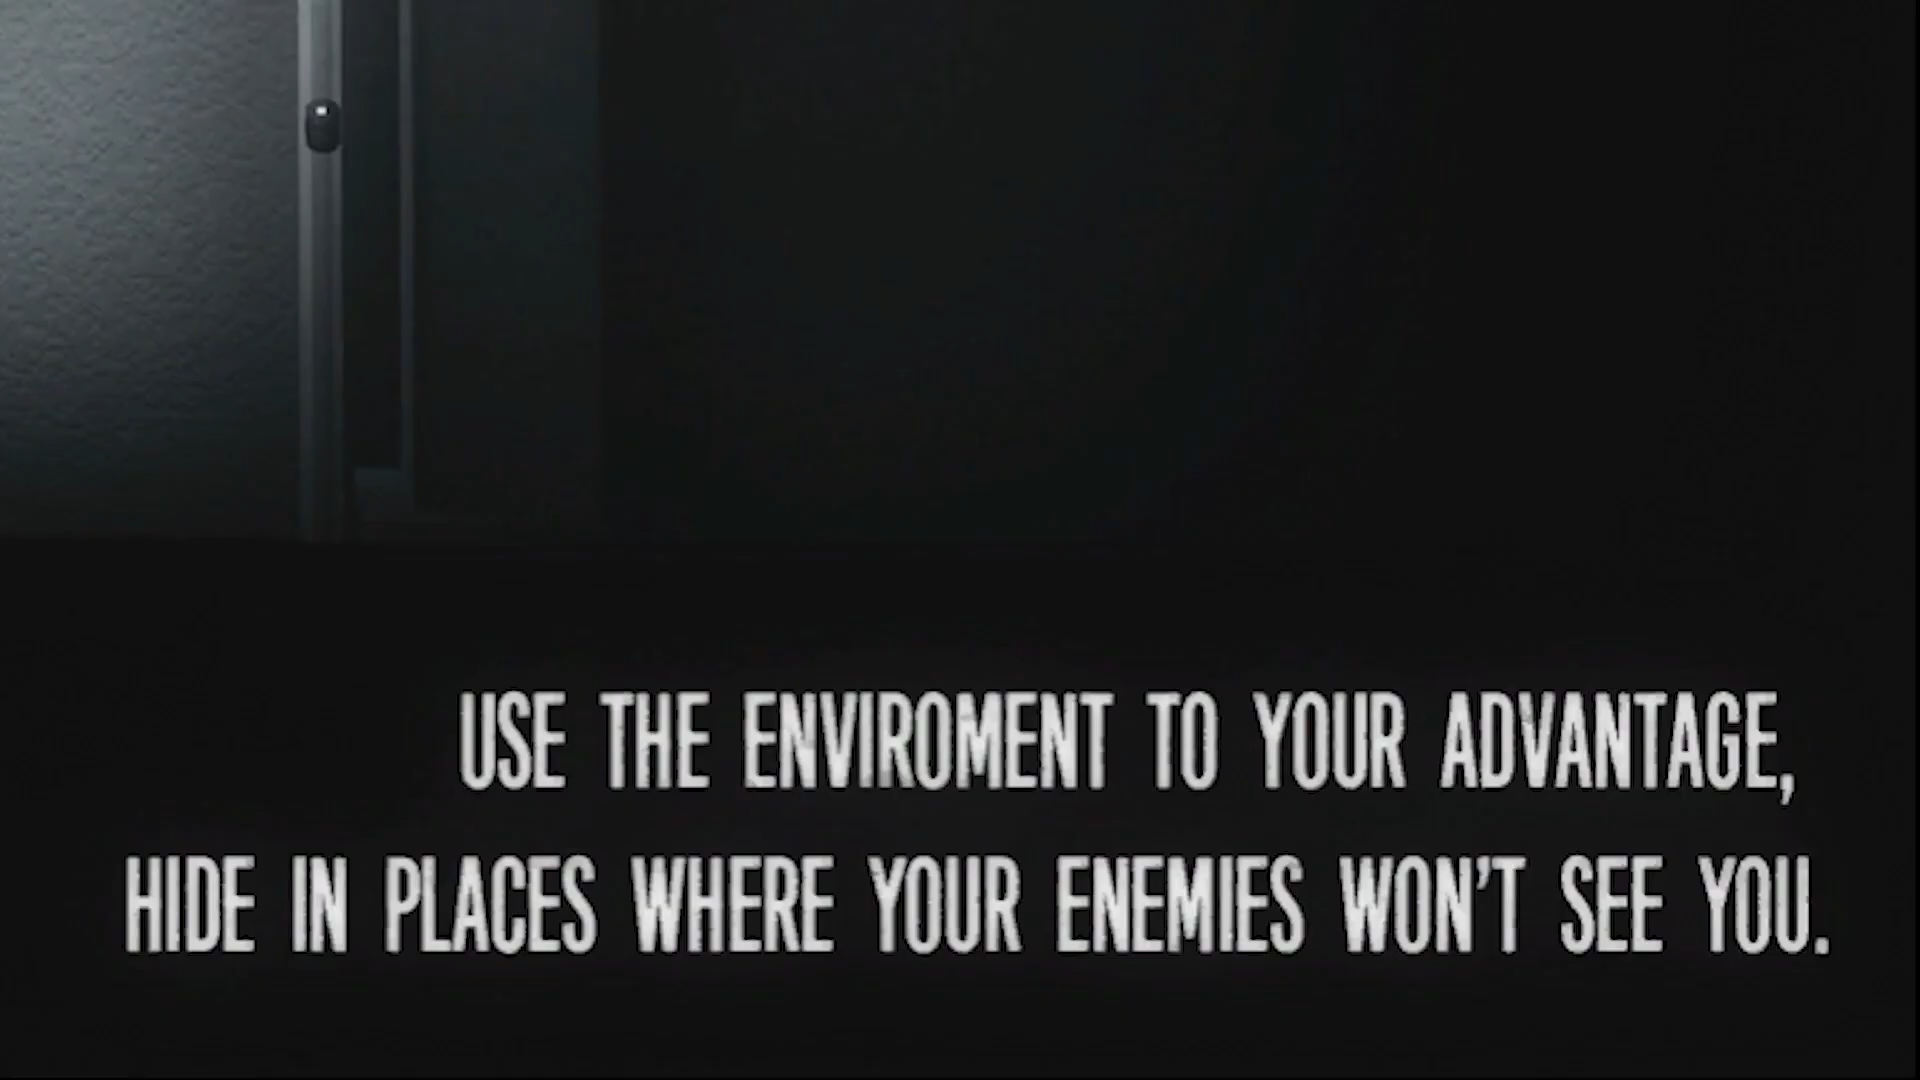 USE THE ENVIROMENT TO YOUR ADVANTAGE,
HIDE IN PLACES WHERE YOUR ENEMIES WON'T SEE YOU.